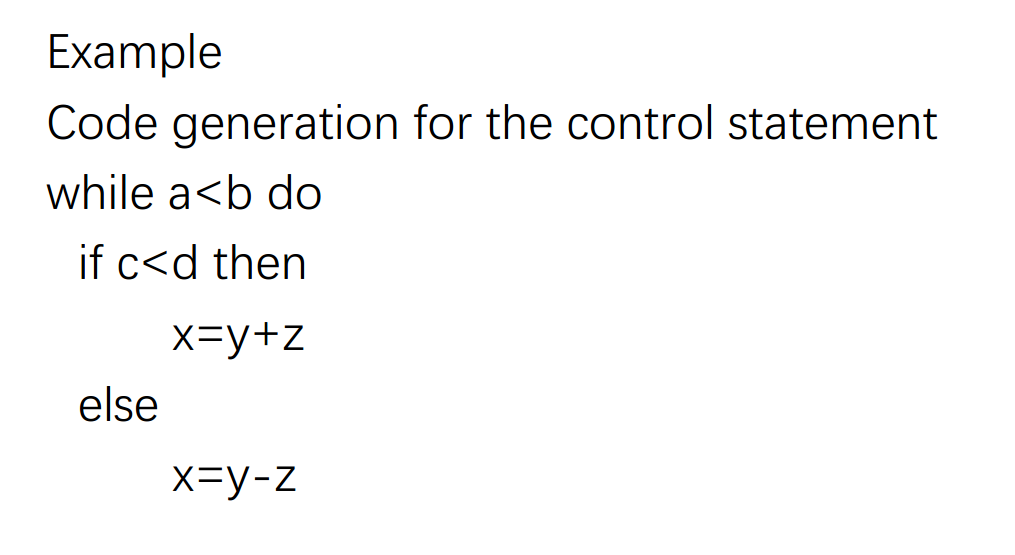 Example
Code generation for the control statement
while a<b do
if c<d then
x=y+z
else
x=y-z